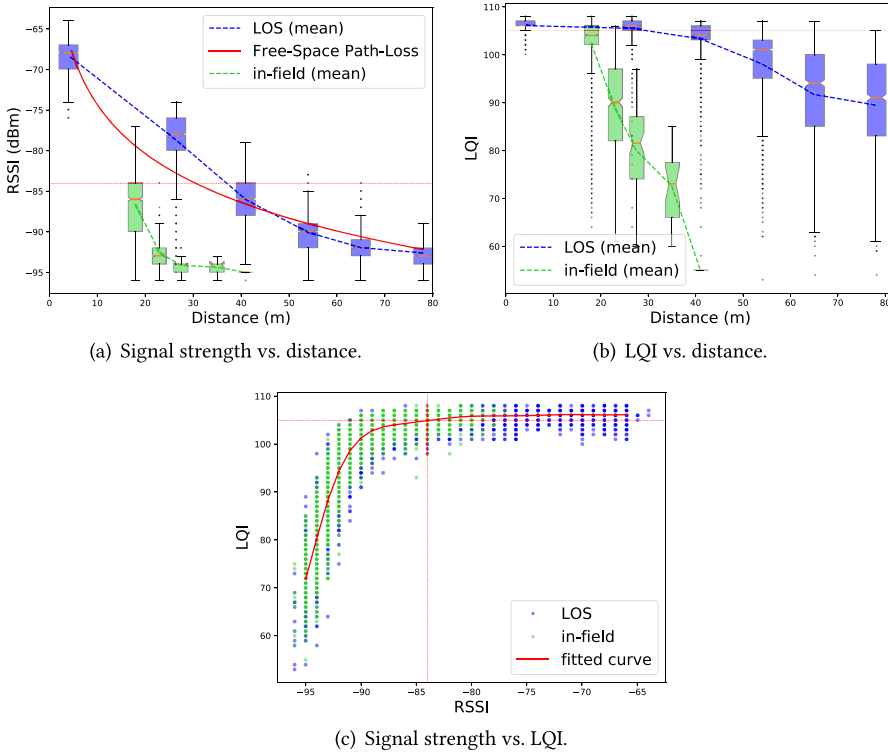 −65
−70
−75
−80
−85
−90
−95
RSSI (dBm)
LOS (mean)
Free-Space Path-Loss
in-field (mean)
0 10 20 30 40 50 60 70 80
Distance (m)
(a) Signal strength vs. distance.
110
100
90
80
70
60
LQI
LOS (mean)
in-field (mean)
0 10 20 30 40 50 60 70 80
Distance (m)
(b) LQI vs. distance.
110
100
90
80
70
60
LQI
LOS
in-field
fitted curve
−95 −90 −85 −80 −75 −70 −65
RSSI
(c) Signal strength vs. LQI.